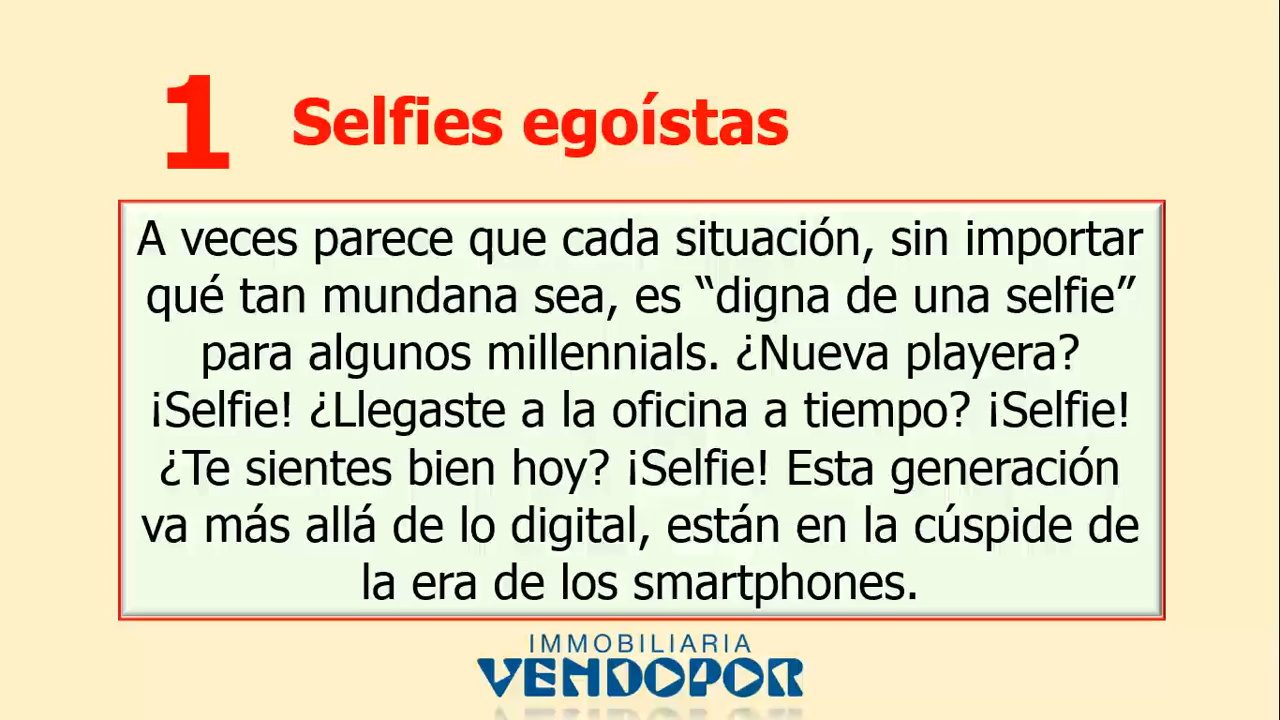 1 Selfies egoístas
A veces parece que cada situación, sin importar
qué tan mundana sea, es “digna de una selfie”
para algunos millennials. ¿Nueva playera?
¡Selfie! ¿Llegaste a la oficina a tiempo? ¡Selfie!
¿Te sientes bien hoy? ¡Selfie! Esta generación
va más allá de lo digital, están en la cúspide de
la era de los smartphones.
IMMOBILIARIA
VENDOPOR